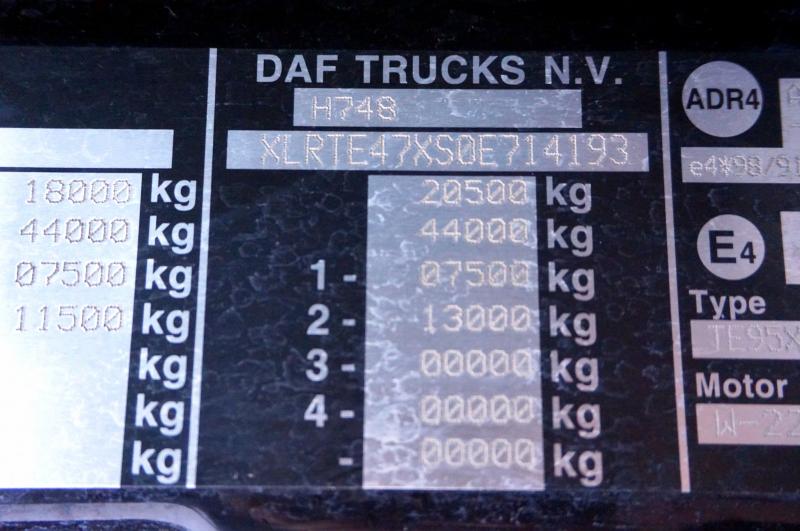 DAF TRUCKS N.V.
H748
XLRTE47XS0E714193
18000 kg
44000 kg
07500 kg
11500 kg
kg
kg
kg
20500 kg
44000 kg
1 - 07500 kg
2 - 13000 kg
3 - 00000 kg
4 - 00000 kg
- 00000 kg
ADR4
e4*98/91
E4
Type
TE95X
Motor
W-22